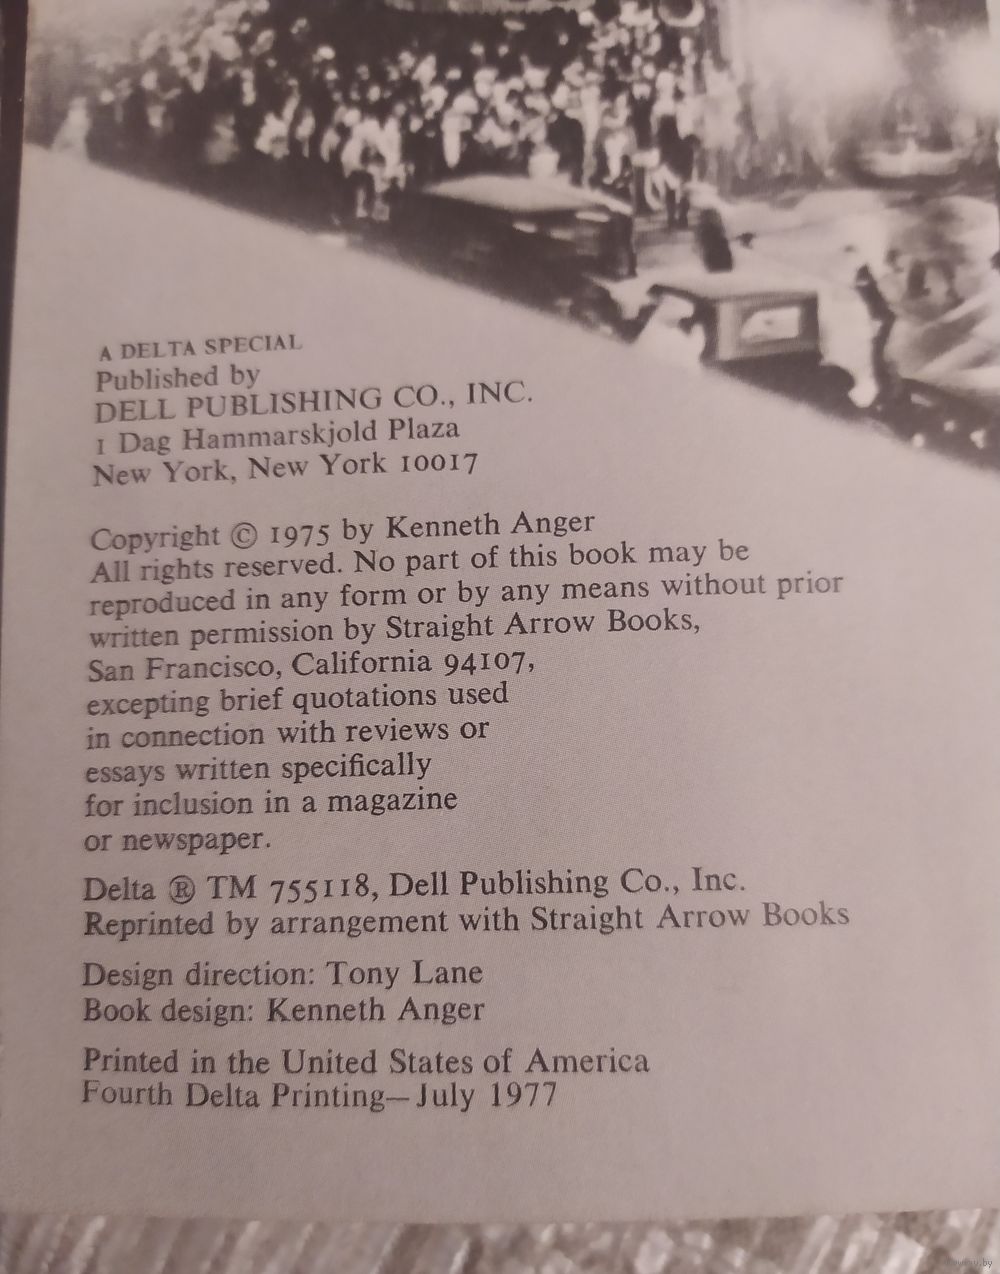 A DELTA SPECIAL
Published by
DELL PUBLISHING CO., INC.
1 Dag Hammarskjold Plaza
New York, New York 10017
Copyright © 1975 by Kenneth Anger
All rights reserved. No part of this book may be
reproduced in any form or by any means without prior
written permission by Straight Arrow Books,
San Francisco, California 94107,
excepting brief quotations used
in connection with reviews or
essays written specifically
for inclusion in a magazine
or newspaper.
Delta ® TM 755118, Dell Publishing Co., Inc.
Reprinted by arrangement with Straight Arrow Books
Design direction: Tony Lane
Book design: Kenneth Anger
Printed in the United States of America
Fourth Delta Printing—July 1977